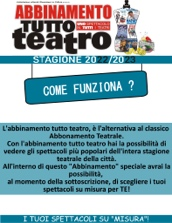 ABBINAMENTO
TUTTO
teatro
STAGIONE 2022/2023
COME FUNZIONA ?
L'abbinamento tutto teatro, è l'alternativa al classico
Abbonamento Teatrale.
Con l'abbinamento tutto teatro hai la possibilità di
vedere gli spettacoli più popolari dell'intera stagione
teatrale della città.
All'interno di questo "Abbinamento" speciale avrai la
possibilità,
al momento della sottoscrizione, di scegliere i tuoi
spettacoli su misura per TE!
I TUOI SPETTACOLI SU "MISURA"!